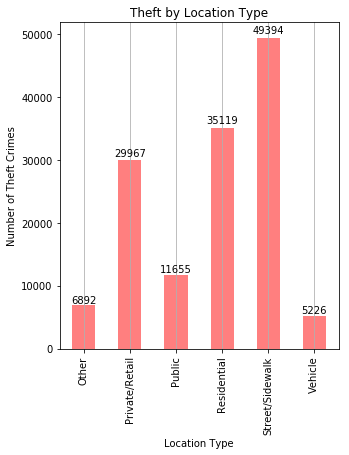 Theft by Location Type
50000
40000
30000
20000
10000
0
Number of Theft Crimes
6892
29967
11655
35119
49394
5226
Other
Private/Retail
Public
Residential
Street/Sidewalk
Vehicle
Location Type